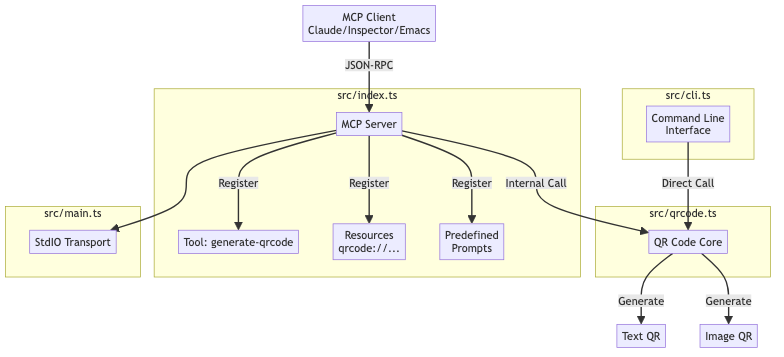 MCP Client
Claude/Inspector/Emacs
JSON-RPC
src/index.ts
src/cli.ts
MCP Server
Command Line
Interface
Register
Register
Register
Internal Call
Direct Call
src/main.ts
src/qrcode.ts
StdIO Transport
Tool: generate-qrcode
Resources
qrcode://...
Predefined
Prompts
QR Code Core
Generate
Generate
Text QR
Image QR